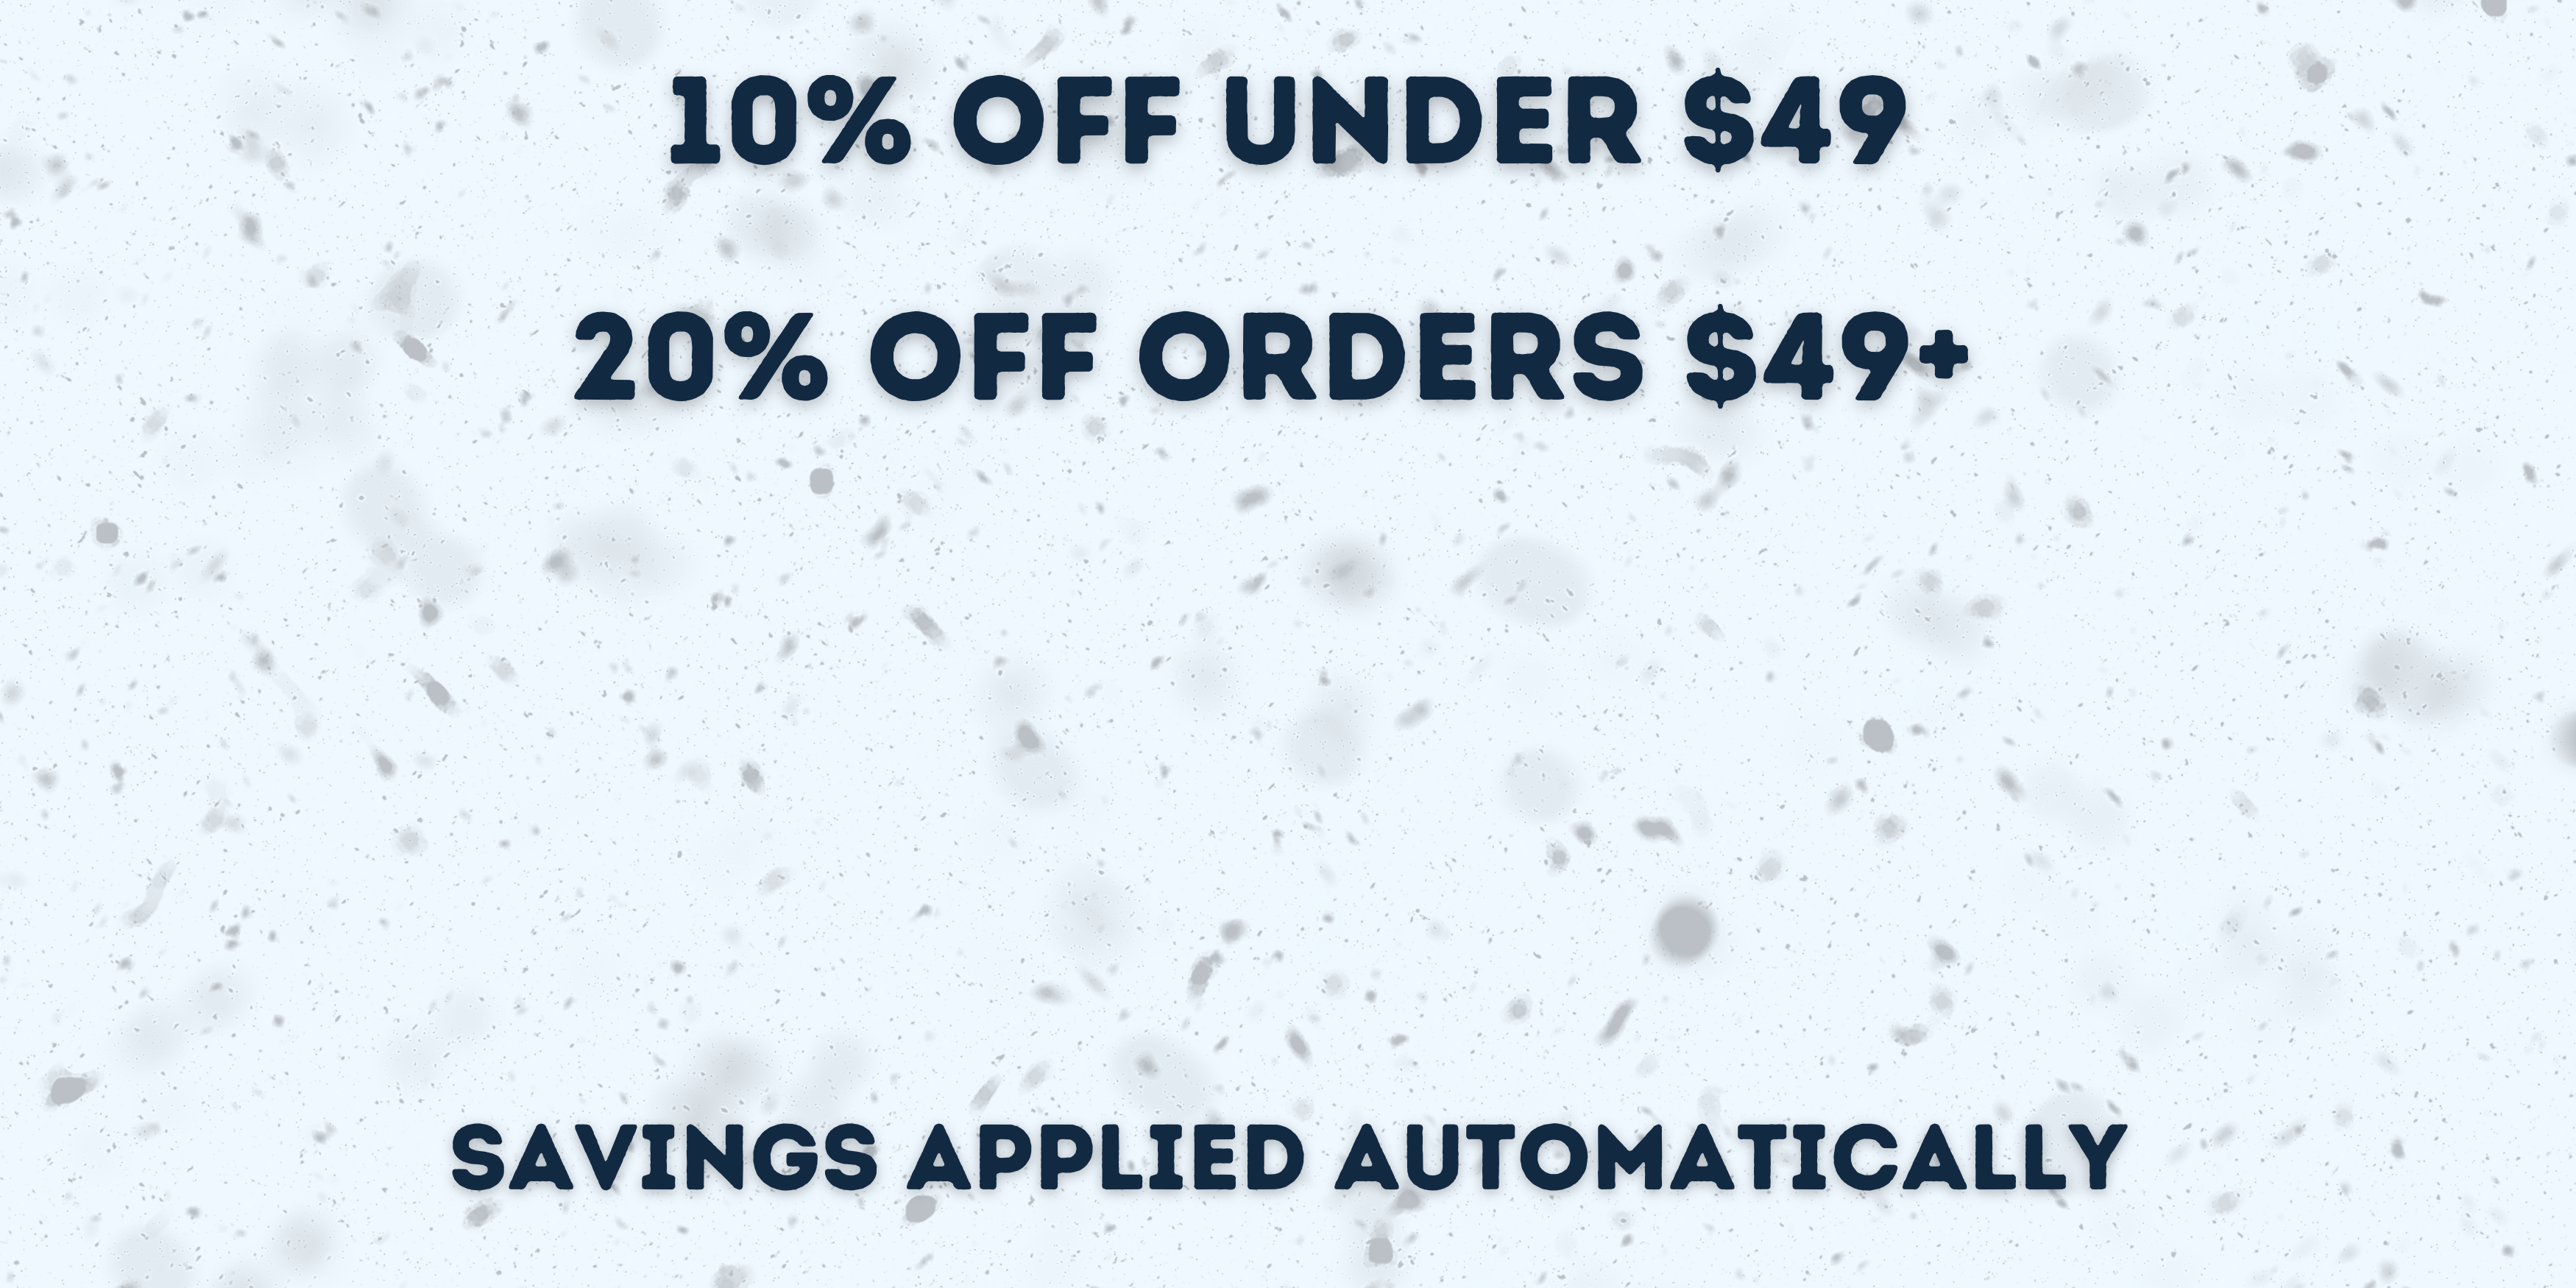 10% OFF UNDER $49
20% OFF ORDERS $49+
SAVINGS APPLIED AUTOMATICALLY